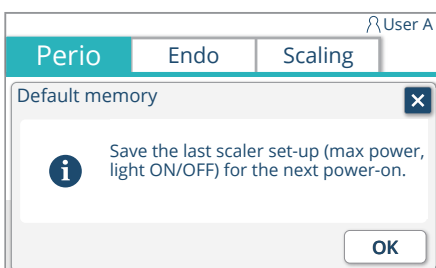 User A
Perio
Endo
Scaling
Default memory
Save the last scaler set-up (max power,
light ON/OFF) for the next power-on.
OK